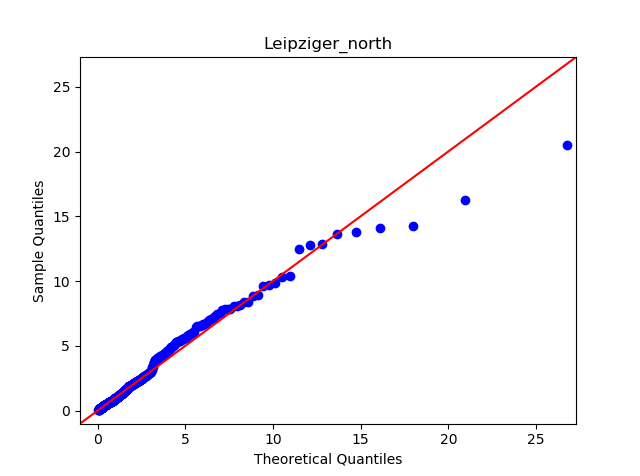 Leipziger_north
25
20
15
10
5
0
Sample Quantiles
0 5 10 15 20 25
Theoretical Quantiles